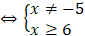 ⇔ { x ≠ −5
x ≥ 6